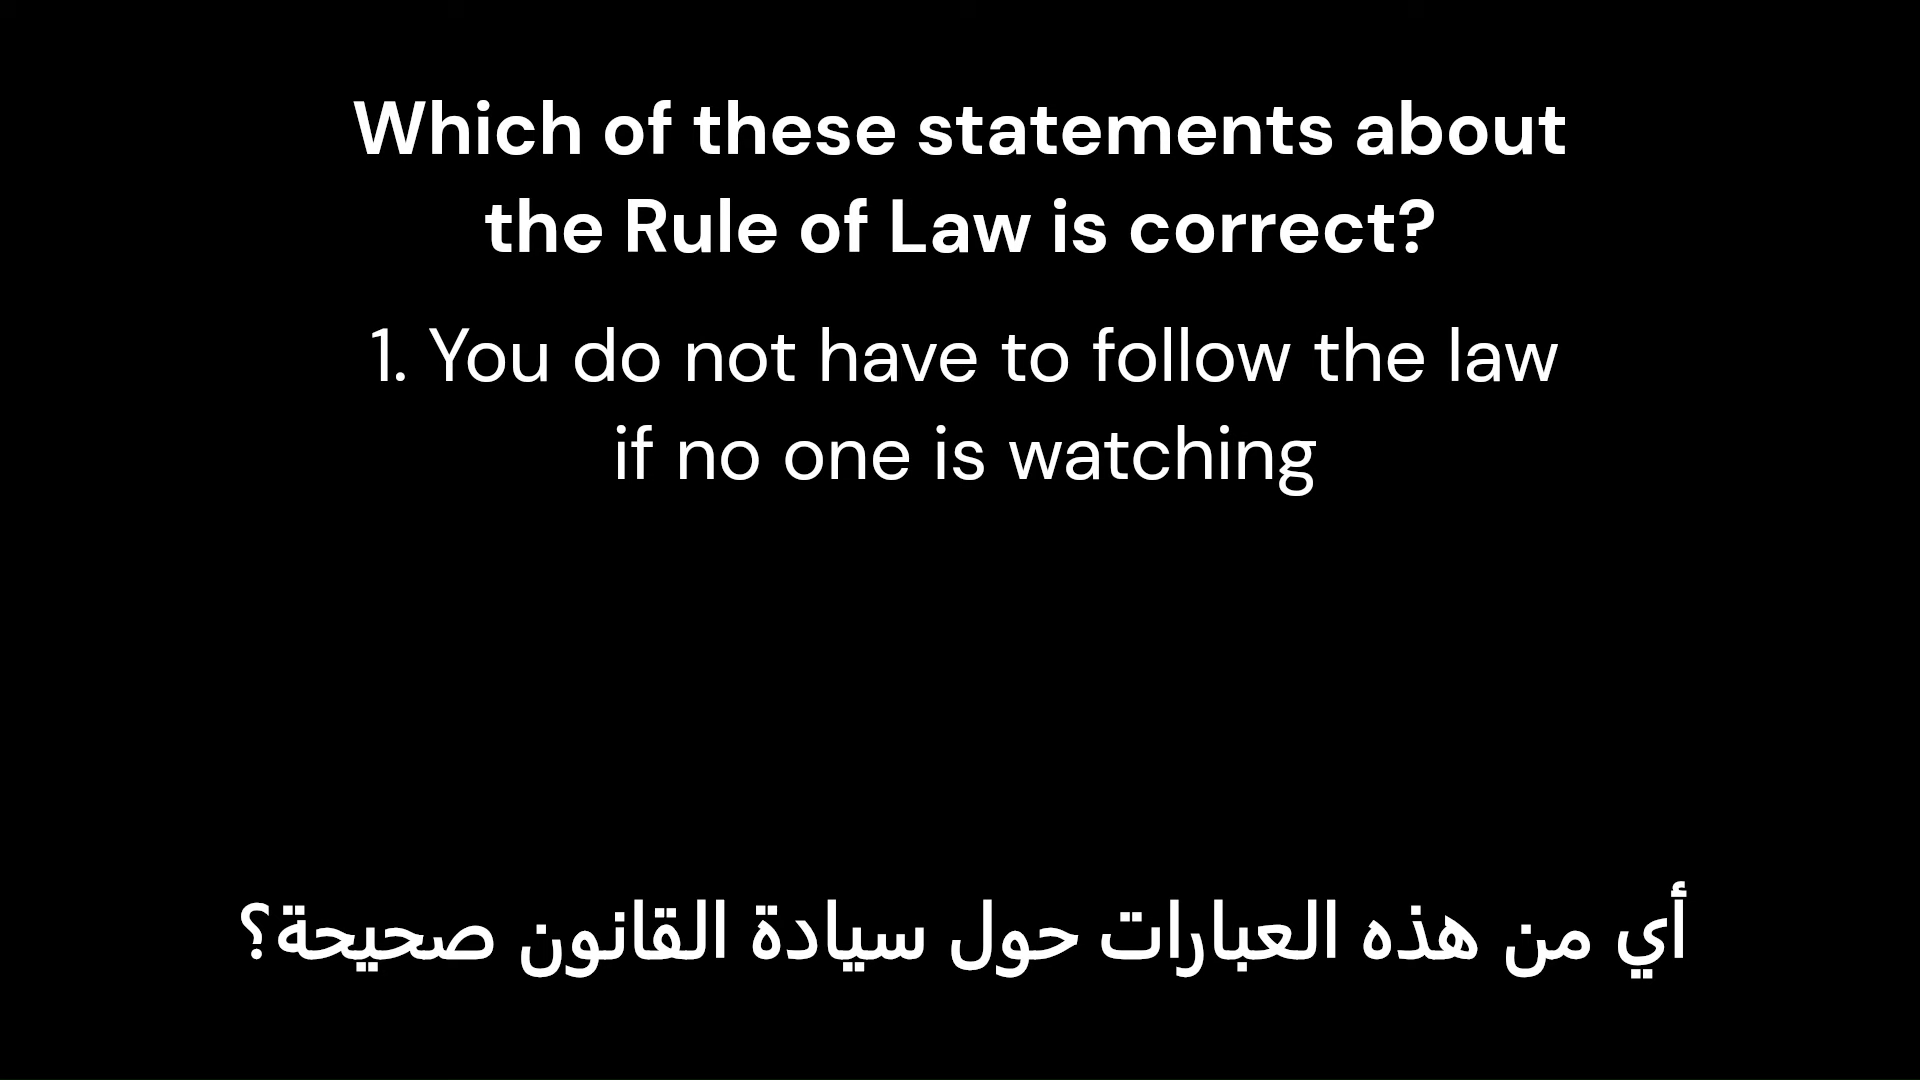 Which of these statements about
the Rule of Law is correct?
1. You do not have to follow the law
if no one is watching
أي من هذه العبارات حول سيادة القانون صحيحة؟